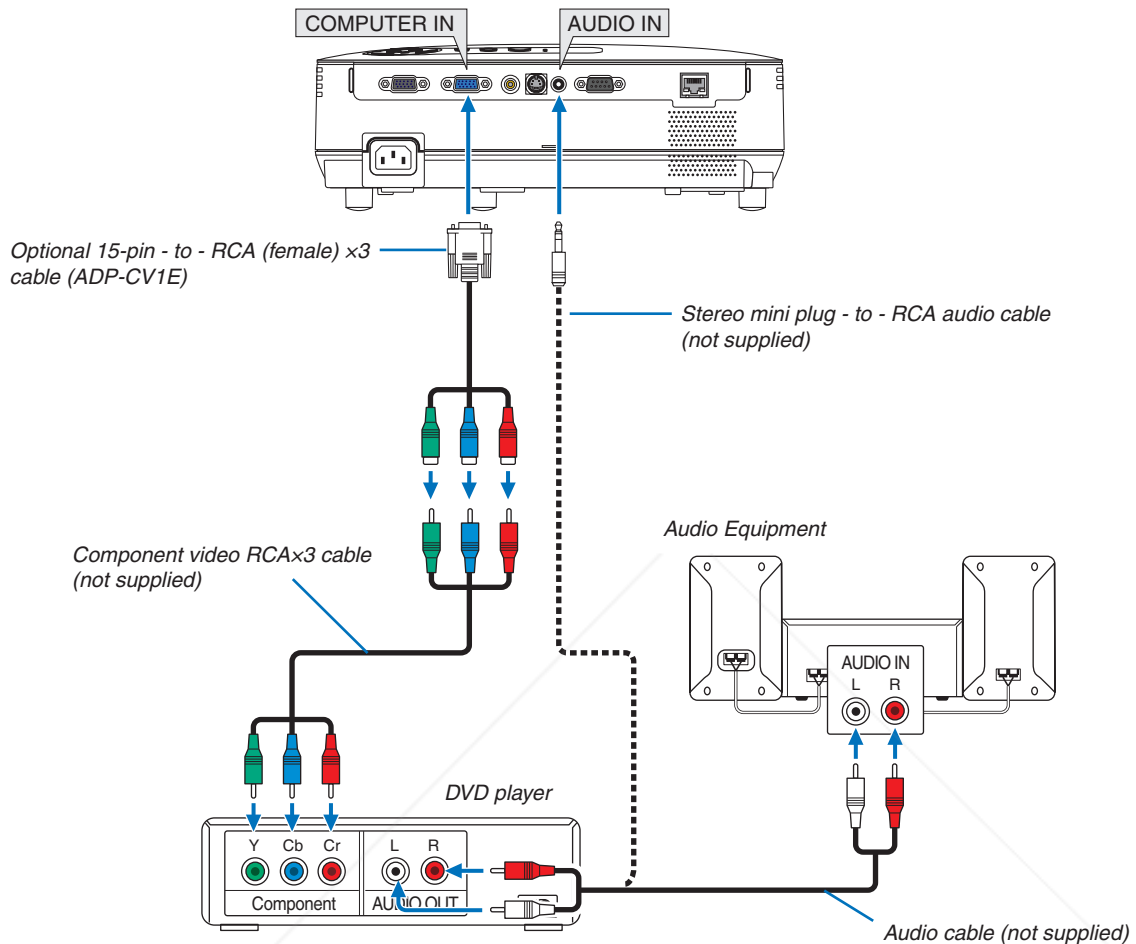 COMPUTER IN
AUDIO IN
Optional 15-pin - to - RCA (female) ×3
cable (ADP-CV1E)
Stereo mini plug - to - RCA audio cable
(not supplied)
Component video RCA×3 cable
(not supplied)
Audio Equipment
AUDIO IN
L R
DVD player
Y Cb Cr
L R
Component
AUDIO OUT
Audio cable (not supplied)